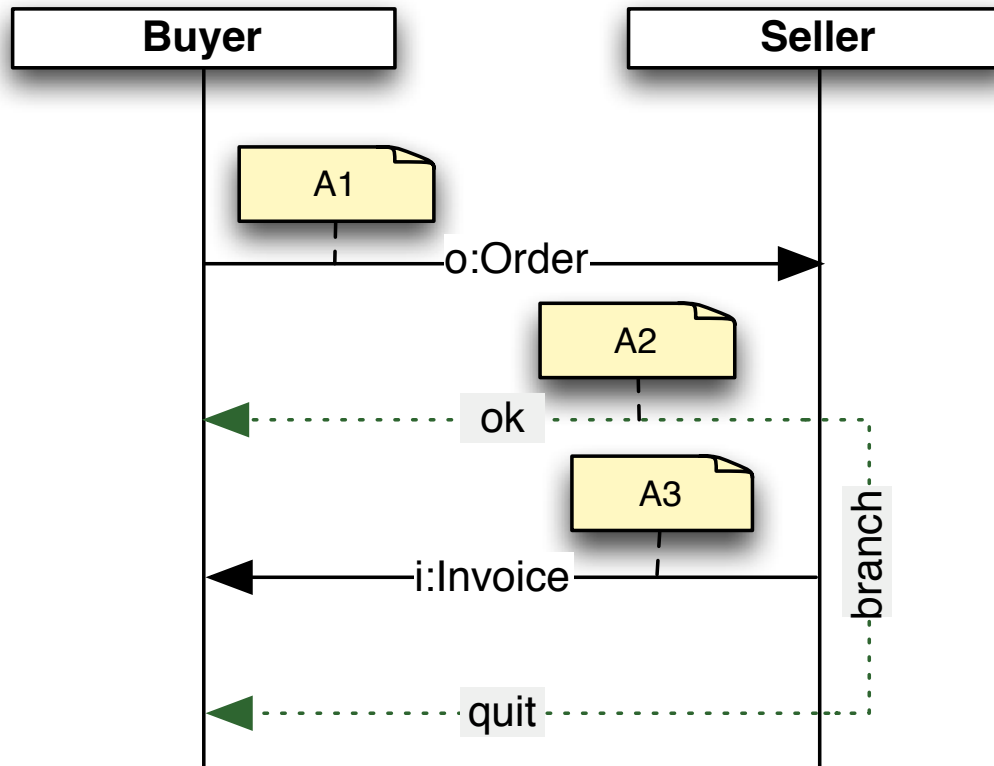 Buyer
Seller
A1
o:Order
A2
ok
A3
i:Invoice
branch
quit